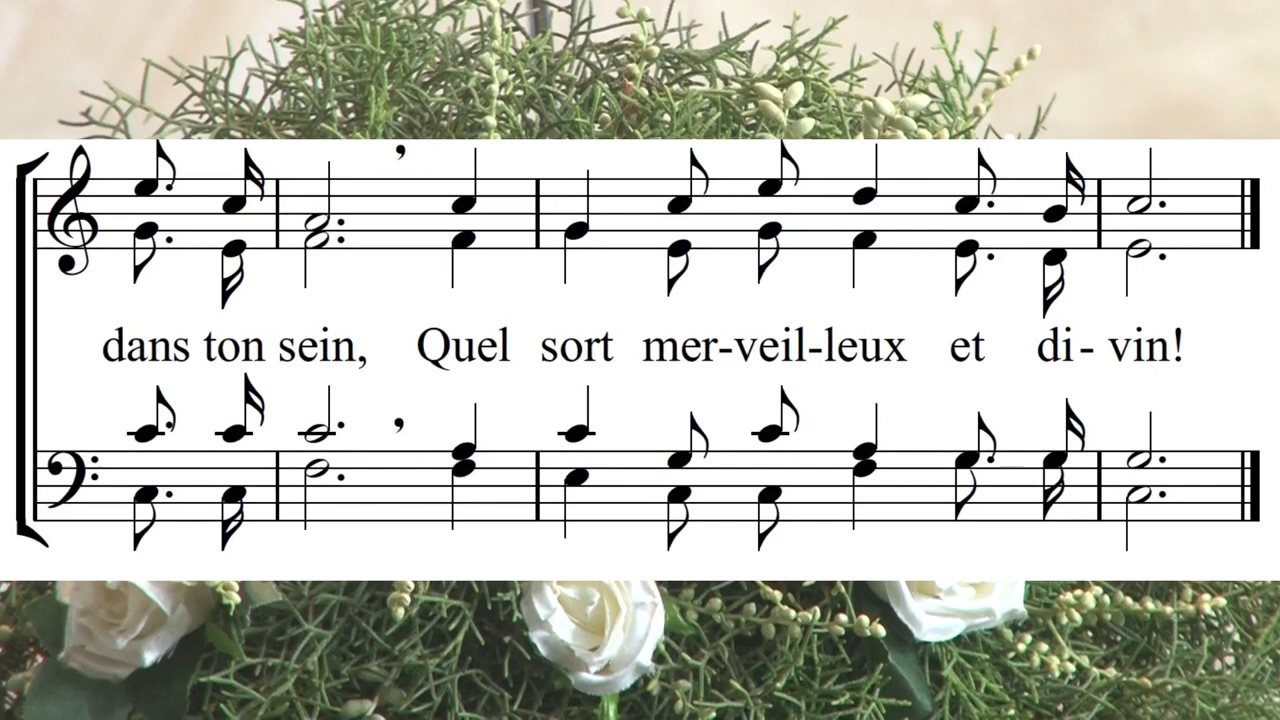 dans ton sein, Quel sort mer-veil-leux et di- vin!